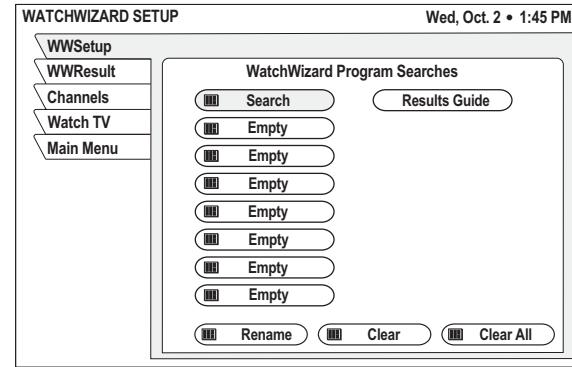 WATCHWIZARD SETUP Wed, Oct. 2 • 1:45 PM
WWSetup
WWResult
Channels
Watch TV
Main Menu
WatchWizard Program Searches
Search Results Guide
Empty
Empty
Empty
Empty
Empty
Empty
Empty
Rename Clear Clear All